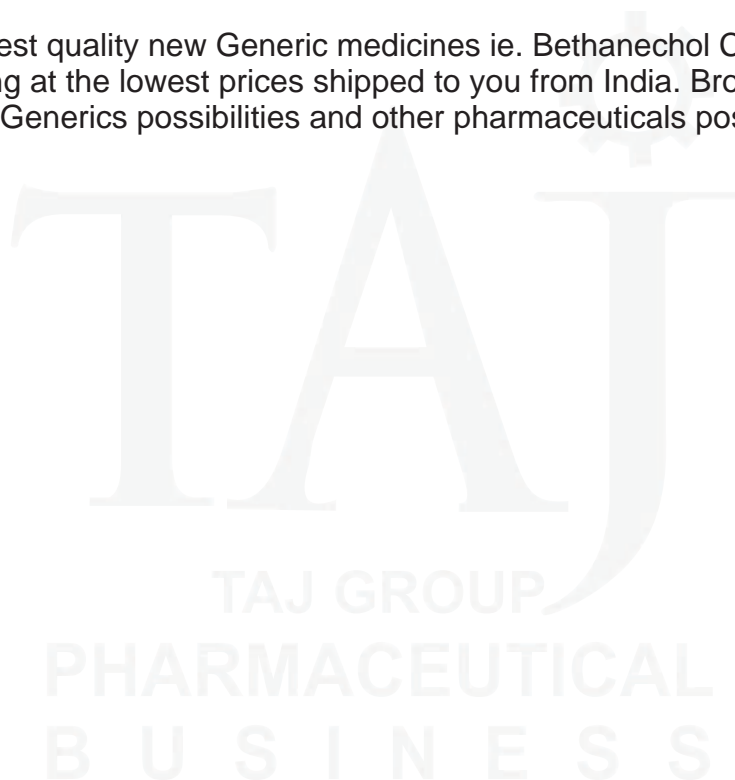 est quality new Generic medicines ie. Bethanechol C
g at the lowest prices shipped to you from India. Bro
Generics possibilities and other pharmaceuticals pos
TAJ
TAJ GROUP
PHARMACEUTICAL
BUSINESS